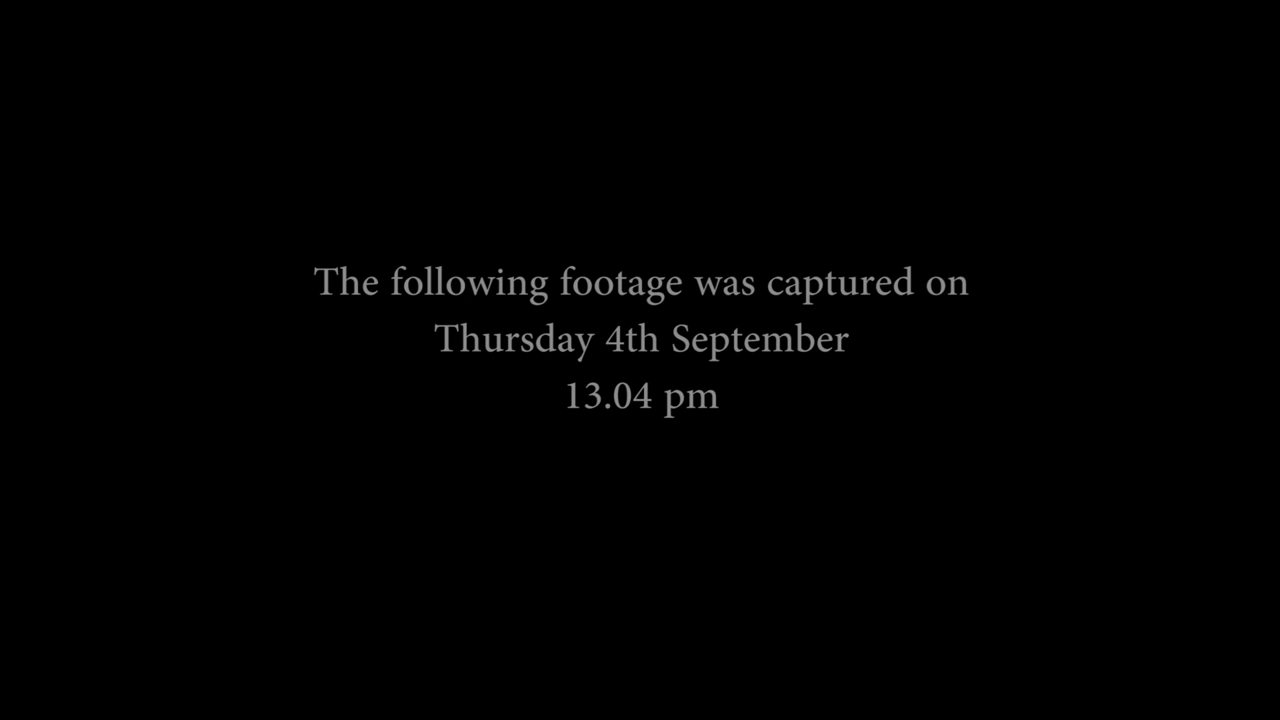 The following footage was captured on
Thursday 4th September
13.04 pm